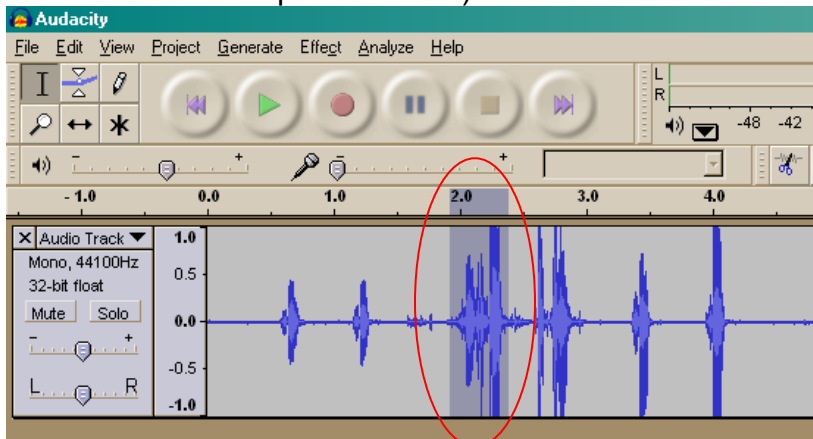 Audacity
File Edit View Project Generate Effect Analyze Help
L
R
-48 -42
- + - +
- 1.0 0.0 1.0 2.0 3.0 4.0
X Audio Track 1.0
Mono, 44100Hz
32-bit float 0.5
Mute Solo 0.0
- +
-0.5
L R
-1.0